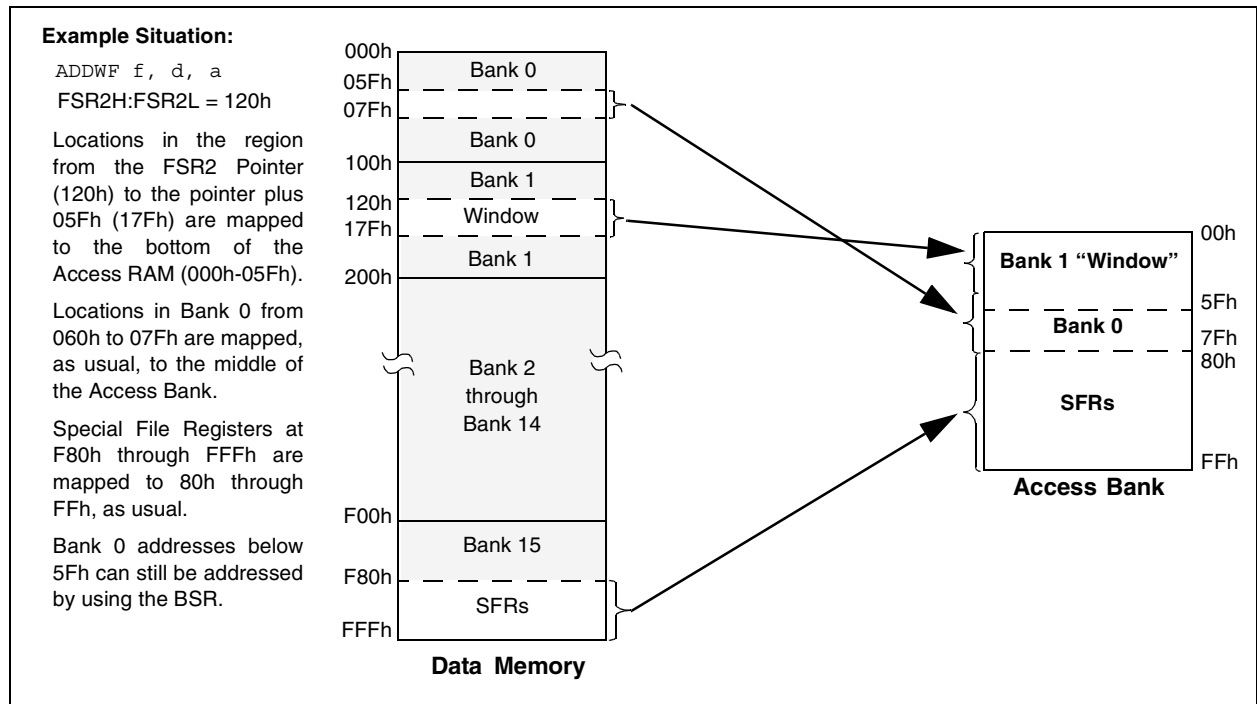 Example Situation:
ADDWF f, d, a
FSR2H:FSR2L = 120h
Locations in the region
from the FSR2 Pointer
(120h) to the pointer plus
05Fh (17Fh) are mapped
to the bottom of the
Access RAM (000h-05Fh).
Locations in Bank 0 from
060h to 07Fh are mapped,
as usual, to the middle of
the Access Bank.
Special File Registers at
F80h through FFFh are
mapped to 80h through
FFh, as usual.
Bank 0 addresses below
5Fh can still be addressed
by using the BSR.
000h
Bank 0
05Fh
07Fh
Bank 0
100h
Bank 1
120h
Window
17Fh
Bank 1
200h
Bank 2
through
Bank 14
F00h
Bank 15
F80h
SFRs
FFFh
Data Memory
00h
Bank 1 “Window”
5Fh
Bank 0
7Fh
80h
SFRs
FFh
Access Bank